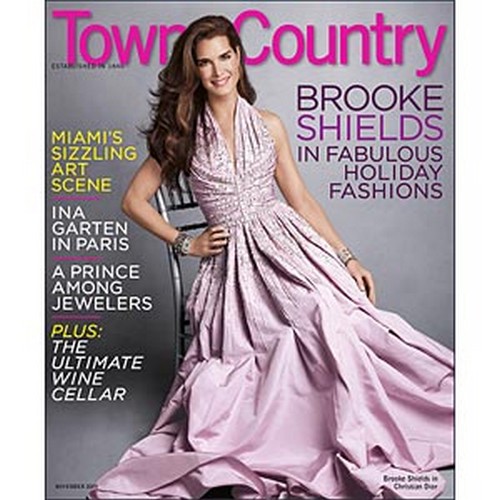 Town Country
ESTABLISHED IN 1846
BROOKE
SHIELDS
IN FABULOUS
HOLIDAY
FASHIONS
MIAMI'S
SIZZLING
ART
SCENE
INA
GARTEN
IN PARIS
A PRINCE
AMONG
JEWELERS
PLUS:
THE
ULTIMATE
WINE
CELLAR
Brooke Shields in
Christian Dior